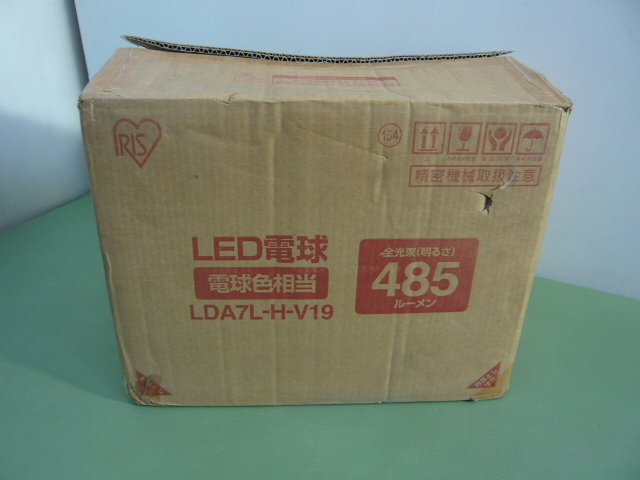 IRIS
154
精密機械取扱注意
LED電球
電球色相当
LDA7L-H-V19
全光束(明るさ)
485
ルーメン